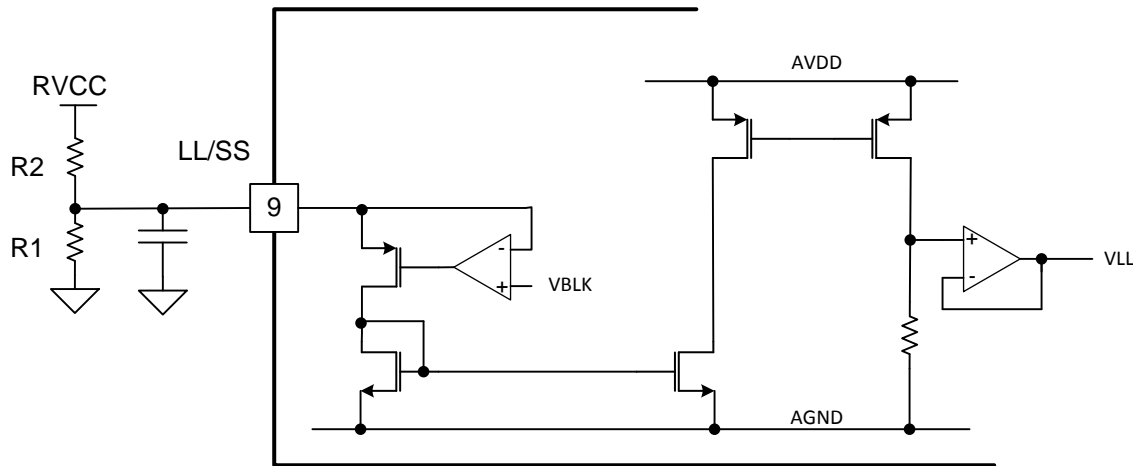 AVDD
RVCC
LL/SS
R2
9
R1
+
-
VLL
-
+
VBLK
AGND